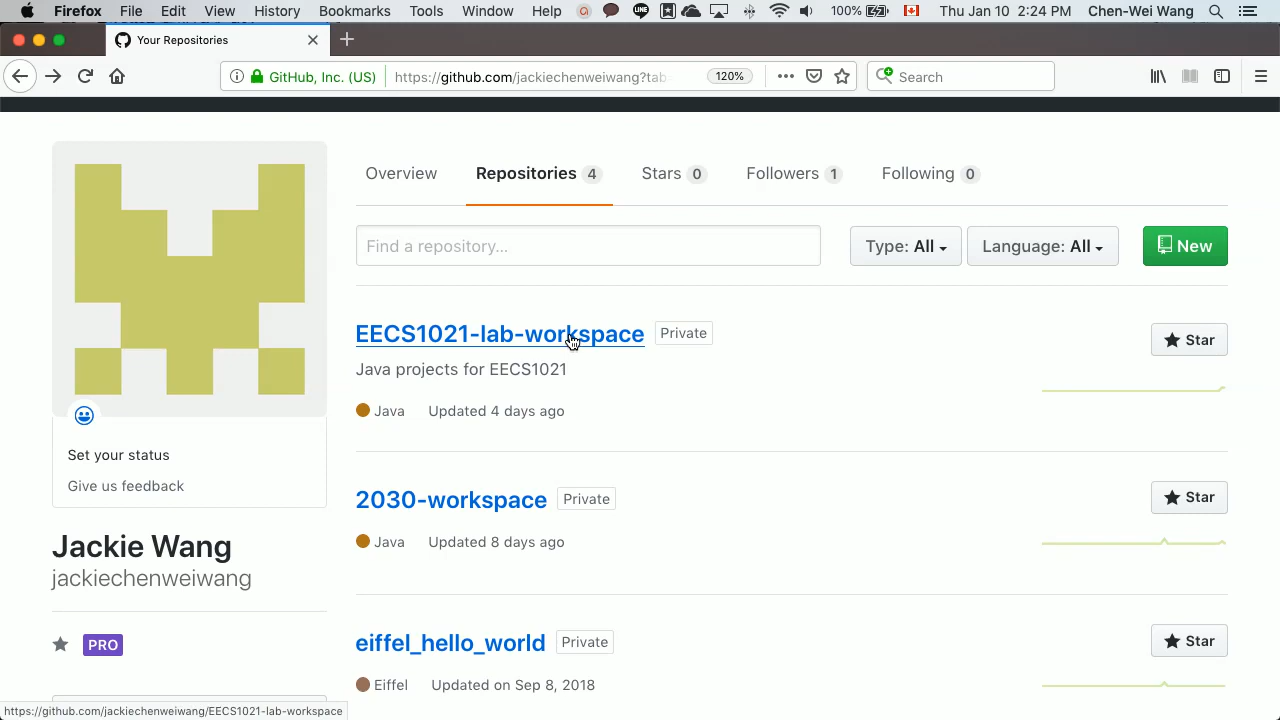 Firefox File Edit View History Bookmarks Tools Window Help LINE 100% Thu Jan 10 2:24 PM Chen-Wei Wang
Your Repositories
GitHub, Inc. (US) https://github.com/jackiechenweiwang?tab= 120% Search
Overview Repositories 4 Stars 0 Followers 1 Following 0
Find a repository... Type: All Language: All New
EECS1021-lab-workspace Private Star
Java projects for EECS1021
Java Updated 4 days ago
Set your status
Give us feedback
2030-workspace Private Star
Java Updated 8 days ago
Jackie Wang
jackiechenweiwang
PRO
eiffel_hello_world Private Star
Eiffel Updated on Sep 8, 2018
https://github.com/jackiechenweiwang/EECS1021-lab-workspace